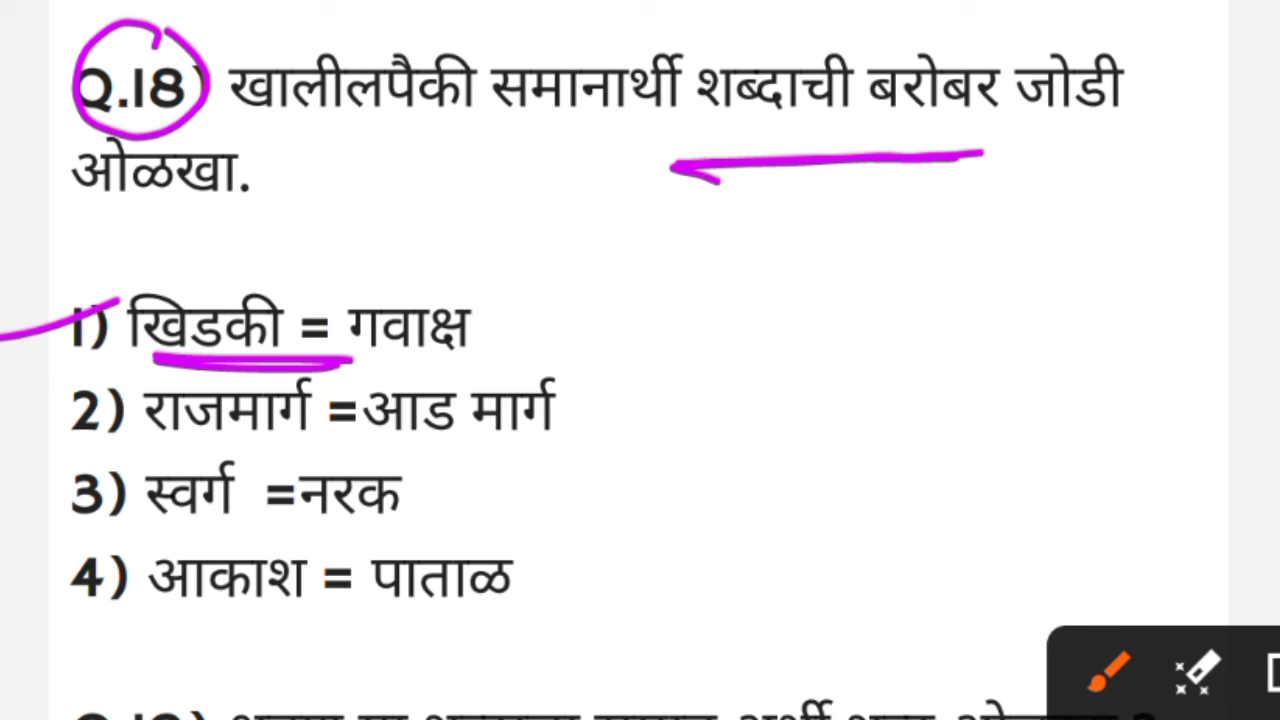 Q.18) खालीलपैकी समानार्थी शब्दाची बरोबर जोडी
ओळखा.
1) खिडकी = गवाक्ष
2) राजमार्ग =आड मार्ग
3) स्वर्ग =नरक
4) आकाश = पाताळ